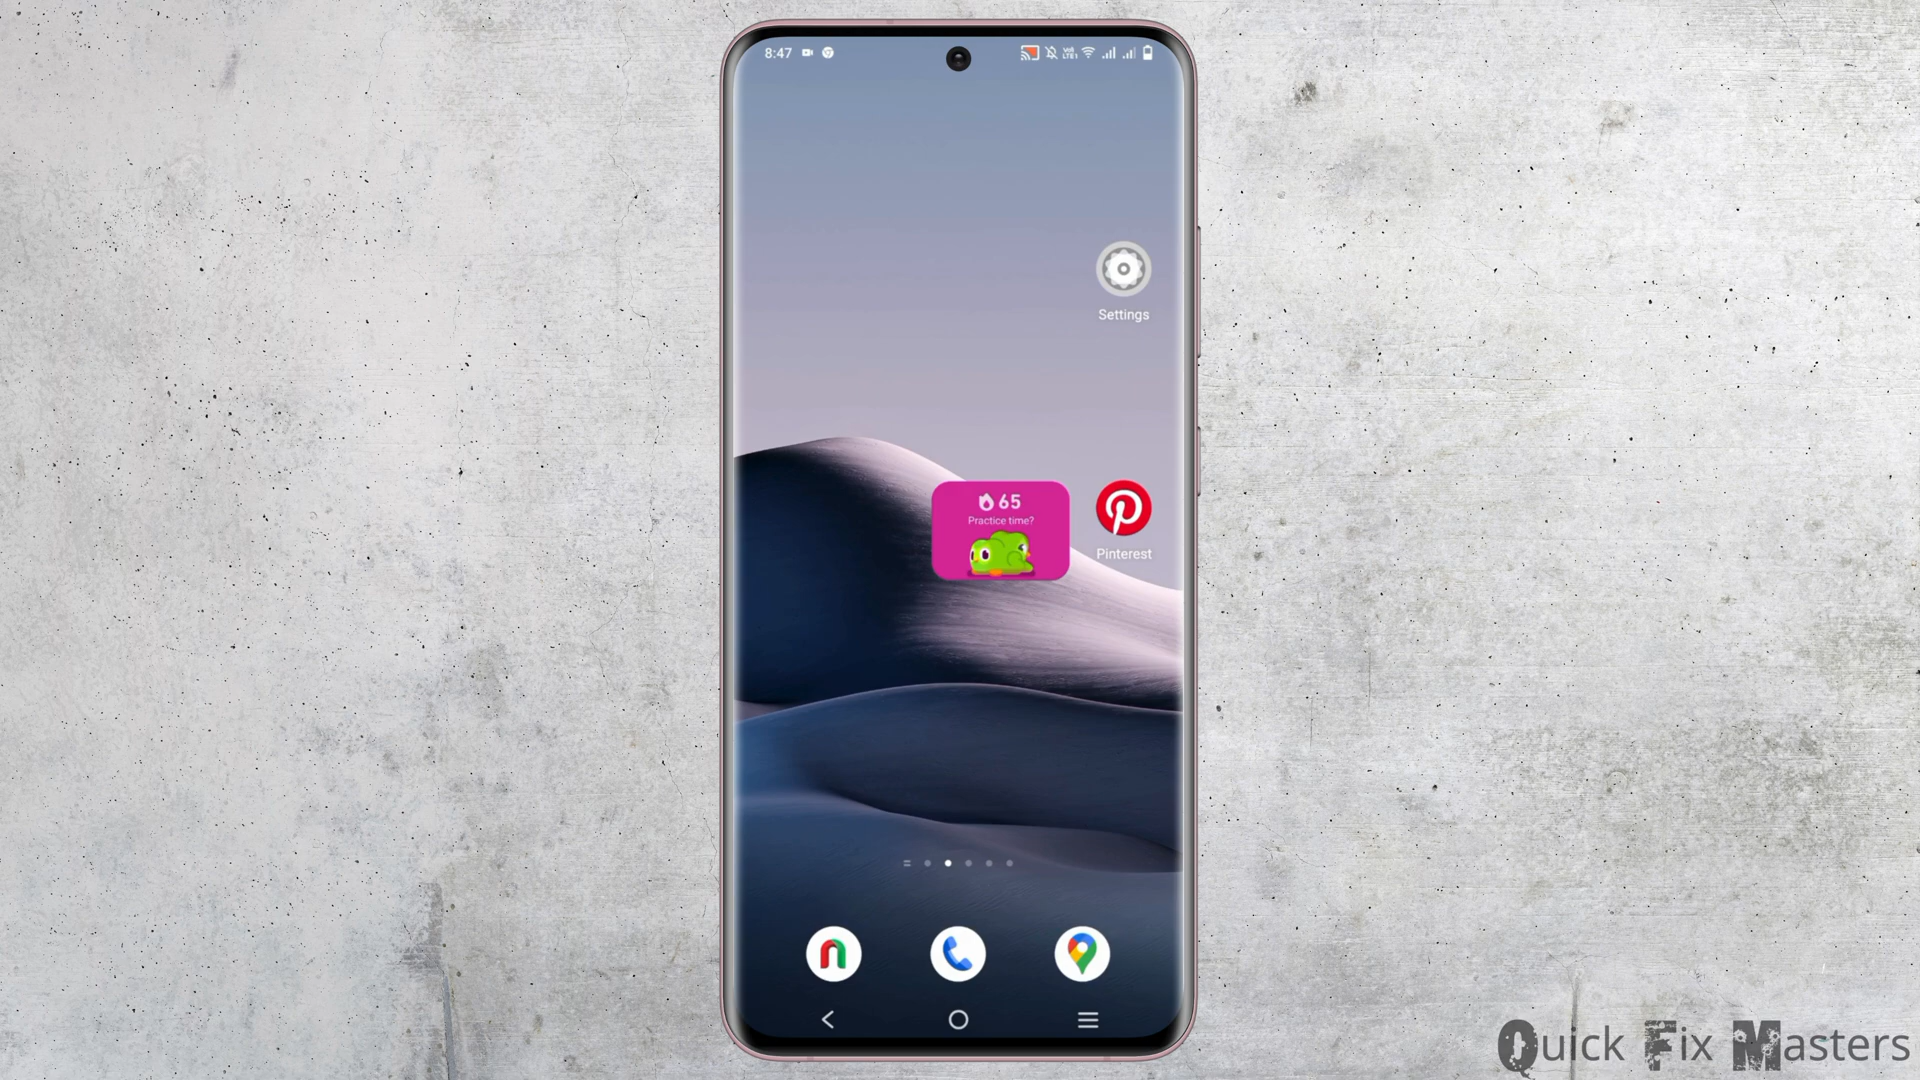 8:47
Settings
65
Practice time?
Pinterest
Quick Fix Masters